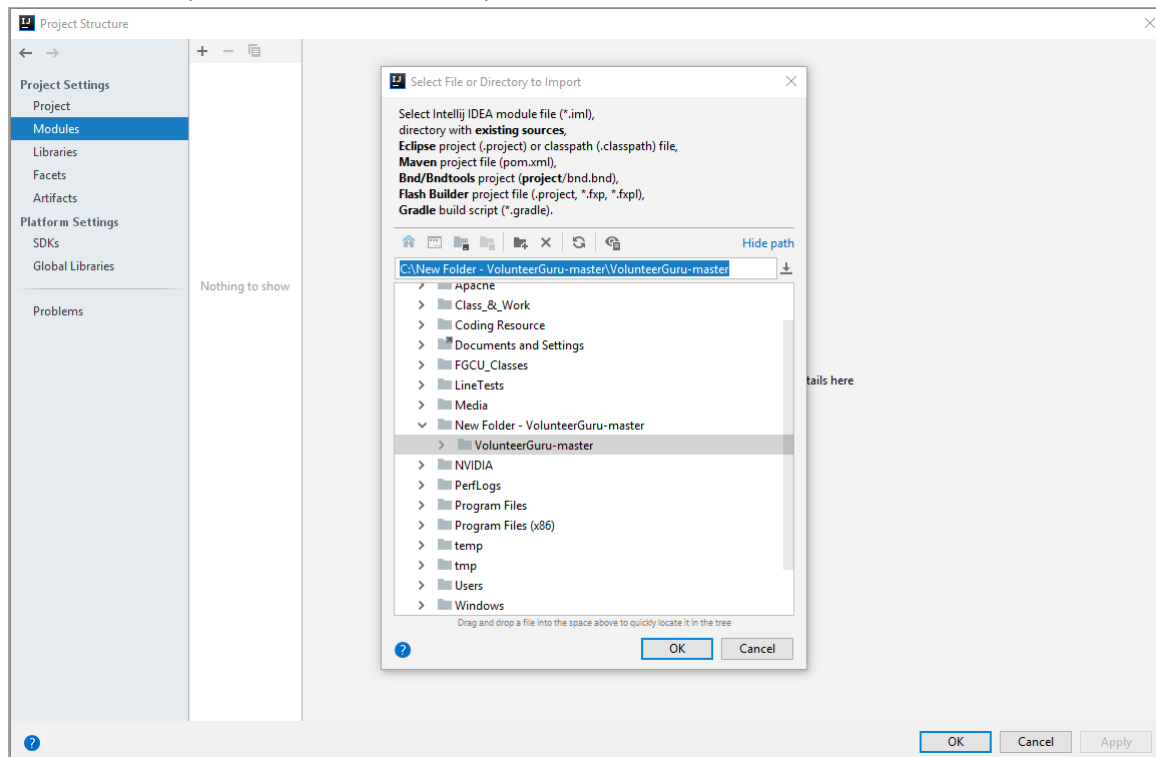 Project Structure
Project Settings
Project
Modules
Libraries
Facets
Artifacts
Platform Settings
SDKs
Global Libraries
Problems
Nothing to show
tails here
Select File or Directory to Import
Select Intellij IDEA module file (*.iml),
directory with existing sources,
Eclipse project (.project) or classpath (.classpath) file,
Maven project file (pom.xml),
Bnd/Bndtools project (project/bnd.bnd),
Flash Builder project file (.project, *.fxp, *.fxpl),
Gradle build script (*.gradle).
Hide path
C:\New Folder - VolunteerGuru-master\VolunteerGuru-master
Apache
Class_&_Work
Coding Resource
Documents and Settings
FGCU_Classes
LineTests
Media
New Folder - VolunteerGuru-master
VolunteerGuru-master
NVIDIA
PerfLogs
Program Files
Program Files (x86)
temp
tmp
Users
Windows
Drag and drop a file into the space above to quickly locate it in the tree
OK Cancel
OK Cancel Apply